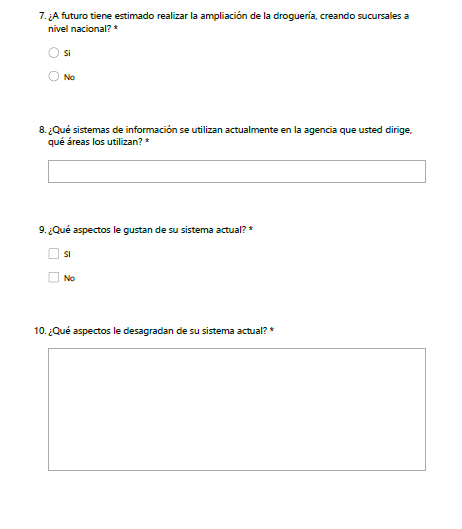 7. ¿A futuro tiene estimado realizar la ampliación de la droguería, creando sucursales a
nivel nacional? *
Si
No
8. ¿Qué sistemas de información se utilizan actualmente en la agencia que usted dirige,
qué áreas los utilizan? *
9. ¿Qué aspectos le gustan de su sistema actual? *
SI
No
10. ¿Qué aspectos le desagradan de su sistema actual? *